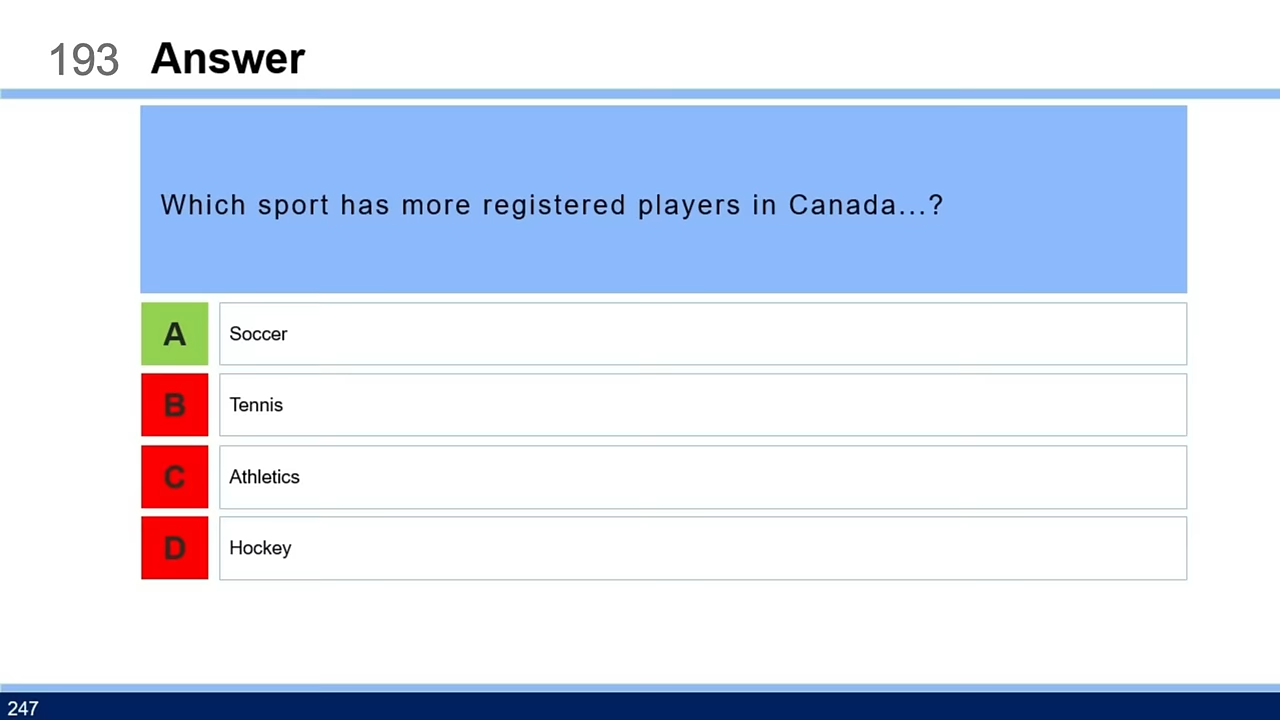 193 Answer
Which sport has more registered players in Canada...?
A Soccer
B Tennis
C Athletics
D Hockey
247